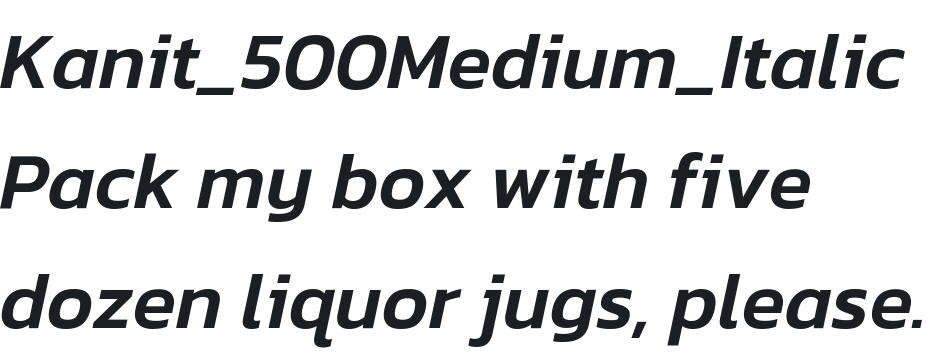 Kanit_500Medium_Italic
Pack my box with five
dozen liquor jugs, please.